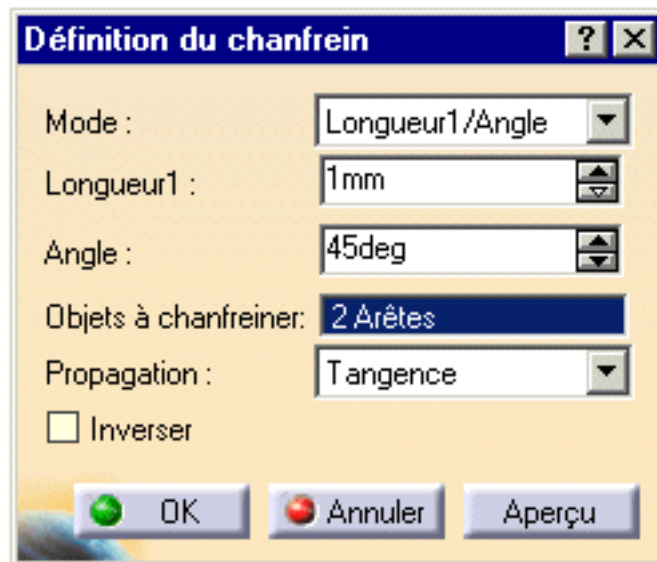 Définition du chanfrein ? X
Mode : Longueur1/Angle
Longueur1 : 1mm
Angle : 45deg
Objets à chanfreiner: 2 Arêtes
Propagation : Tangence
Inverser
OK Annuler Aperçu